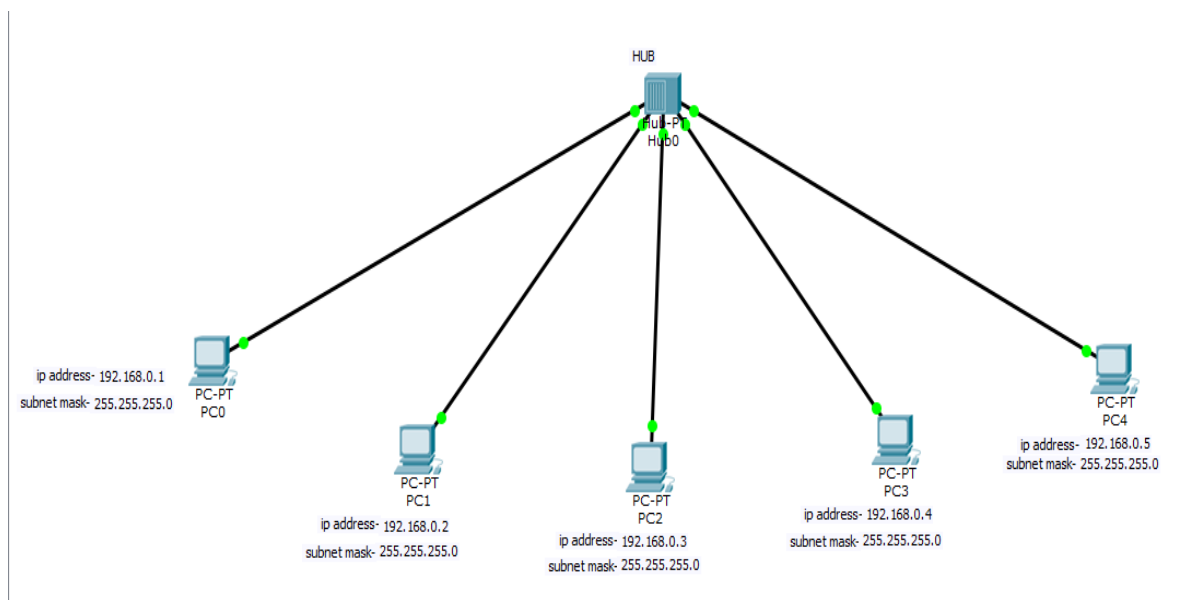 HUB
Hub-PT
Hub0
PC-PT
PC0
ip address- 192.168.0.1
subnet mask- 255.255.255.0
PC-PT
PC1
ip address- 192.168.0.2
subnet mask- 255.255.255.0
PC-PT
PC2
ip address- 192.168.0.3
subnet mask- 255.255.255.0
PC-PT
PC3
ip address- 192.168.0.4
subnet mask- 255.255.255.0
PC-PT
PC4
ip address- 192.168.0.5
subnet mask- 255.255.255.0